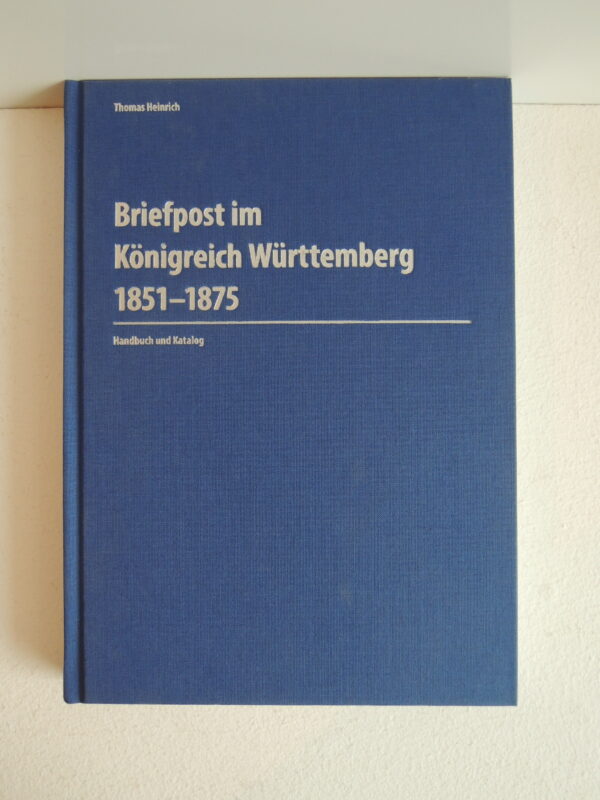 Thomas Heinrich
Briefpost im
Königreich Württemberg
1851–1875
Handbuch und Katalog